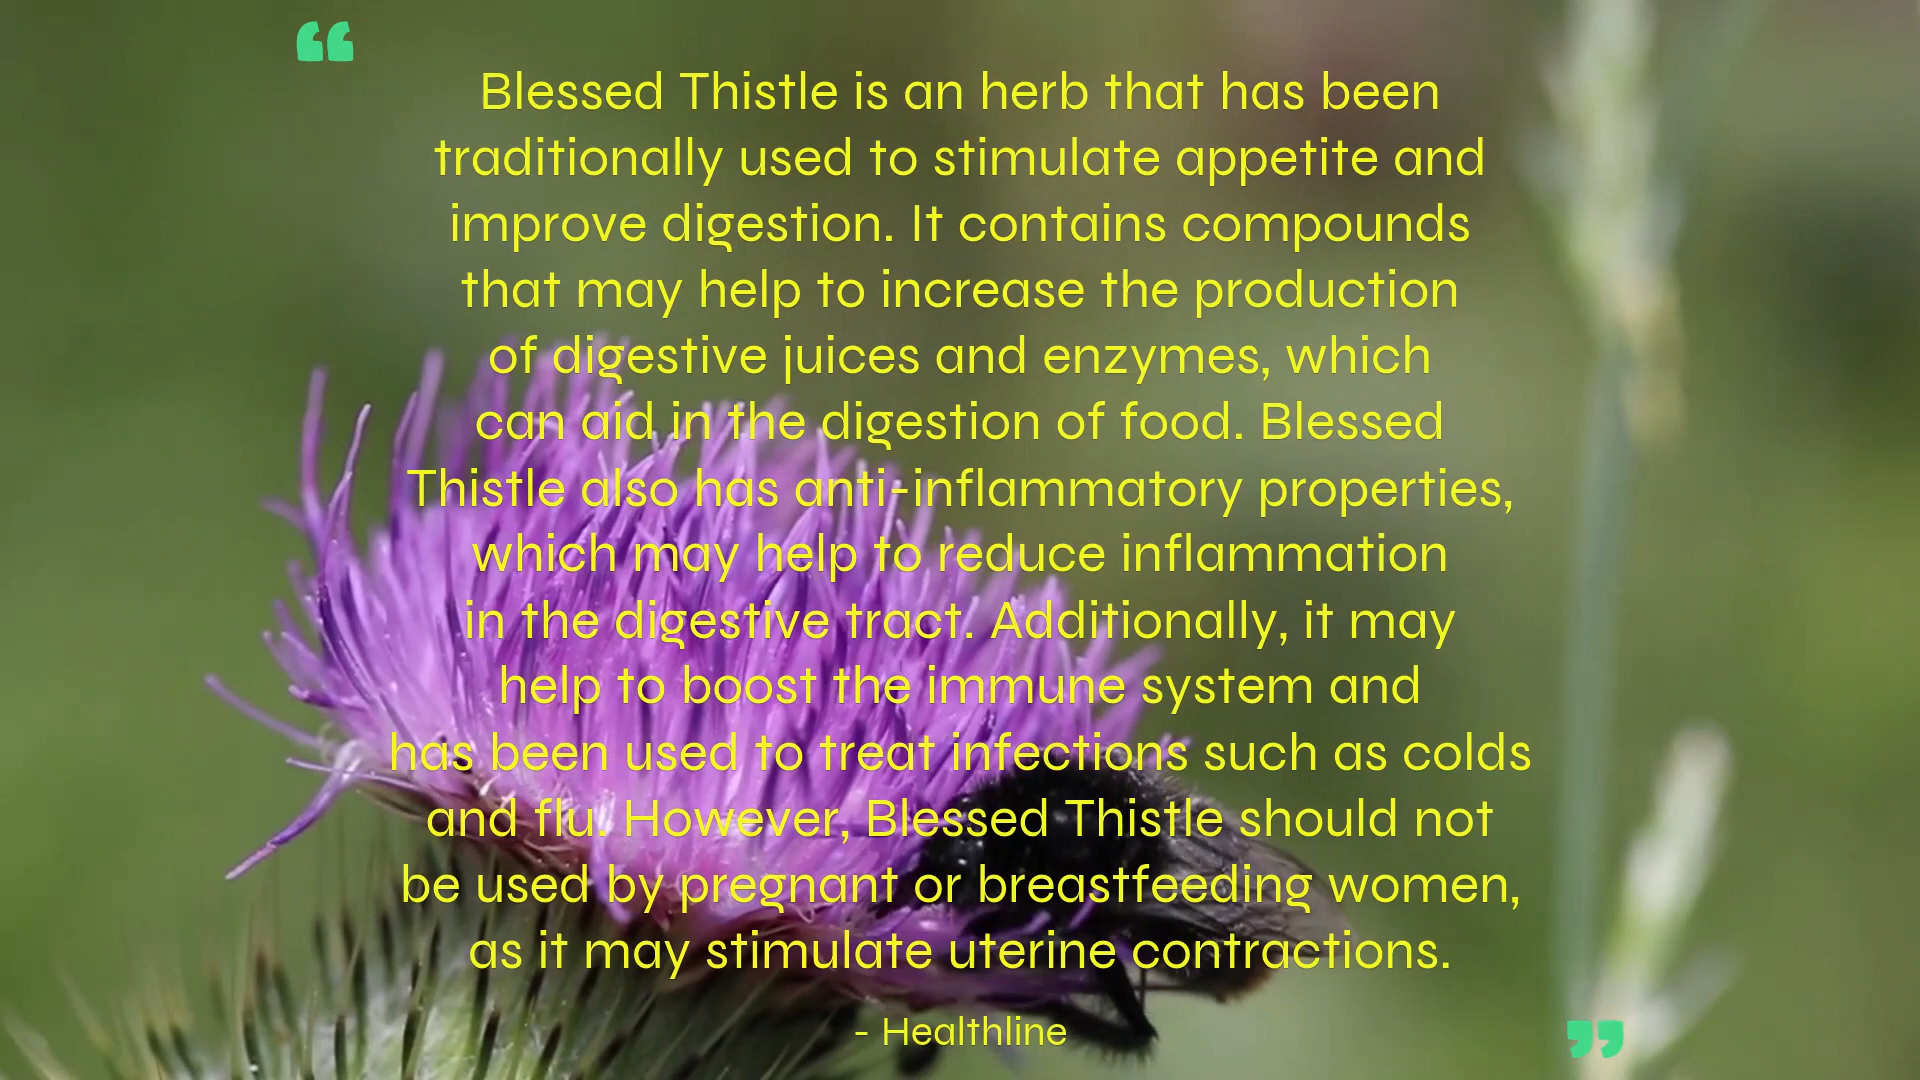 “
Blessed Thistle is an herb that has been
traditionally used to stimulate appetite and
improve digestion. It contains compounds
that may help to increase the production
of digestive juices and enzymes, which
can aid in the digestion of food. Blessed
Thistle also has anti-inflammatory properties,
which may help to reduce inflammation
in the digestive tract. Additionally, it may
help to boost the immune system and
has been used to treat infections such as colds
and flu. However, Blessed Thistle should not
be used by pregnant or breastfeeding women,
as it may stimulate uterine contractions.
- Healthline
”